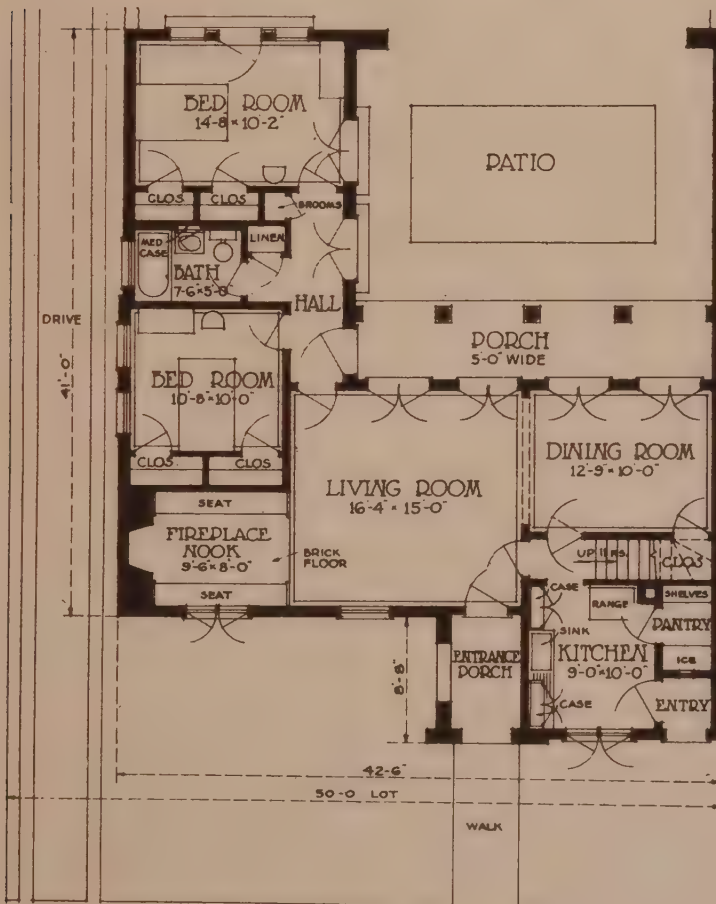 BED ROOM
14'-8" × 10'-2"
PATIO
CLOS
CLOS
BROOMS
MED
CASE
LINEN
BATH
7'-6" × 5'-0"
HALL
DRIVE
41'-0"
PORCH
5'-0" WIDE
BED ROOM
10'-8" × 10'-0"
CLOS.
CLOS.
DINING ROOM
12'-9" × 10'-0"
LIVING ROOM
16'-4" × 15'-0"
SEAT
FIREPLACE
NOOK
9'-6" × 8'-0"
BRICK
FLOOR
SEAT
UP 11 RS.
CLOS
CASE
RANGE
SHELVES
SINK
PANTRY
KITCHEN
9'-0" × 10'-0"
ICE
ENTRANCE
PORCH
8'-8"
CASE
ENTRY
42'-6"
50'-0 LOT
WALK